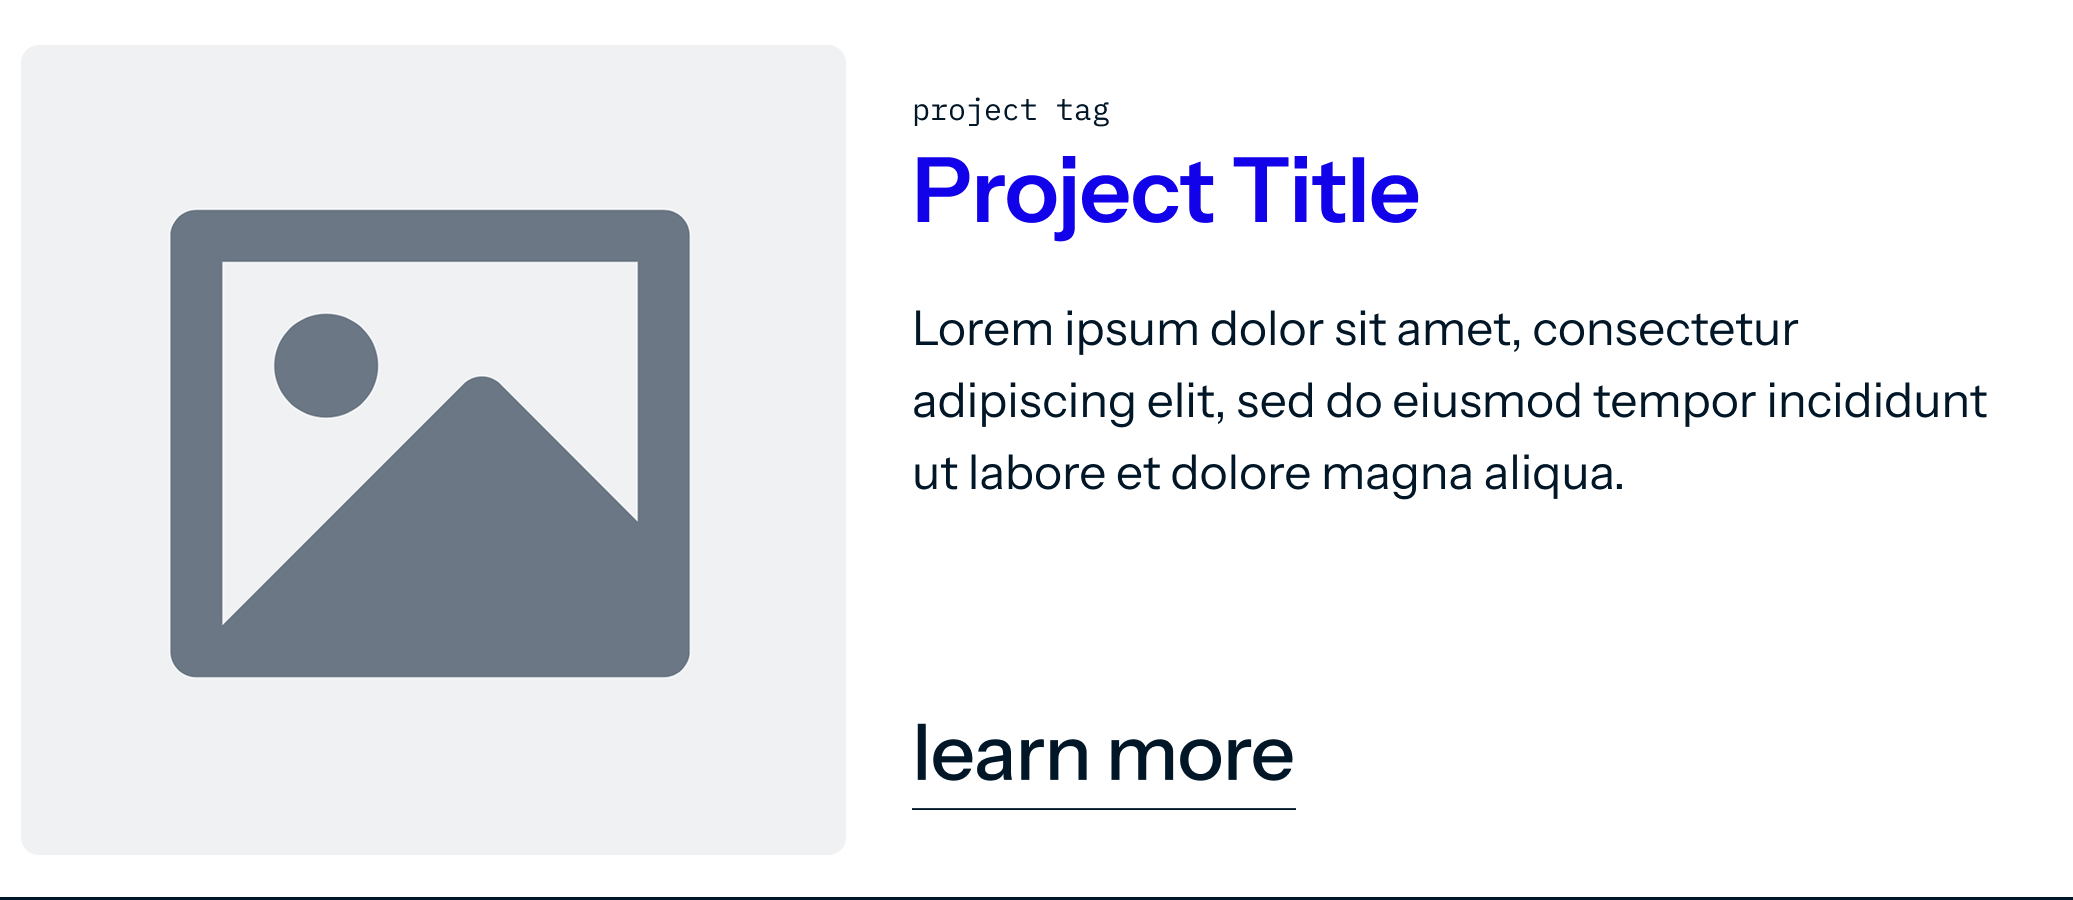 project tag
Project Title
Lorem ipsum dolor sit amet, consectetur
adipiscing elit, sed do eiusmod tempor incididunt
ut labore et dolore magna aliqua.
learn more